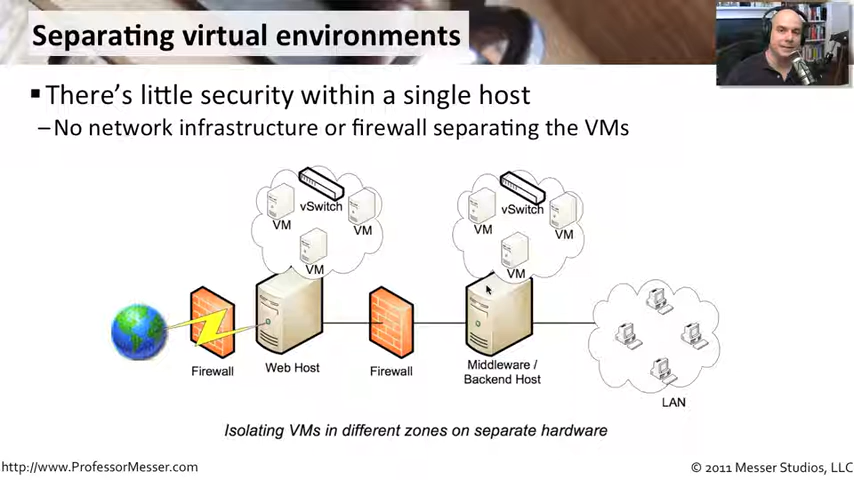 Separating virtual environments
There's little security within a single host
–No network infrastructure or firewall separating the VMs
vSwitch
VM
VM
VM
vSwitch
VM
VM
VM
Firewall
Web Host
Firewall
Middleware /
Backend Host
LAN
Isolating VMs in different zones on separate hardware
http://www.ProfessorMesser.com
© 2011 Messer Studios, LLC